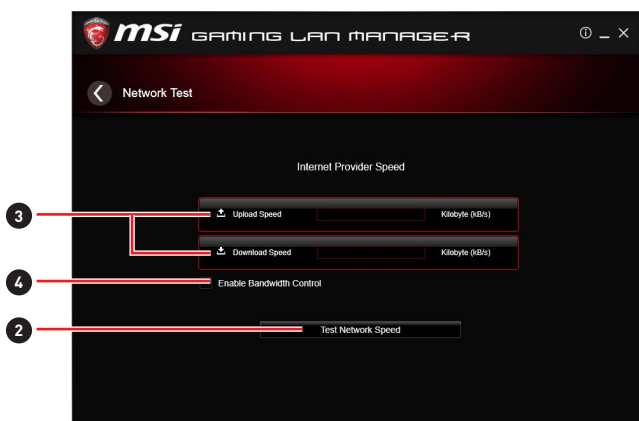 msi GAMING LAN MANAGER
Network Test
Internet Provider Speed
3
Upload Speed Kilobyte (kB/s)
Download Speed Kilobyte (kB/s)
4
Enable Bandwidth Control
2
Test Network Speed